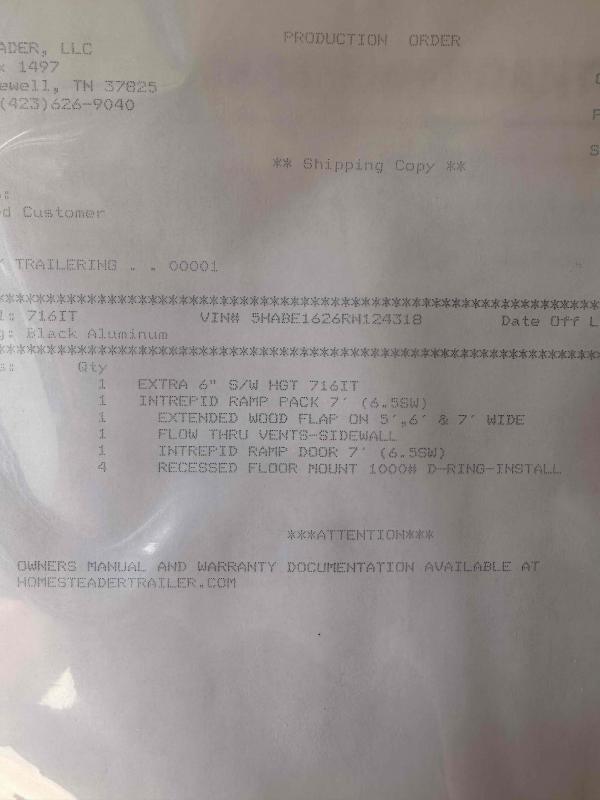 PRODUCTION ORDER
ADER, LLC
x 1497
ewell, TN 37825
(423)626-9040
** Shipping Copy **
d Customer
TRAILERING . . 00001
716IT VIN# 5HABE1626RN124318 Date Off L
g: Black Aluminum
s: Qty
1 EXTRA 6" S/W HGT 716IT
1 INTREPID RAMP PACK 7' (6.5SW)
1 EXTENDED WOOD FLAP ON 5',6' & 7' WIDE
1 FLOW THRU VENTS-SIDEWALL
1 INTREPID RAMP DOOR 7' (6.5SW)
4 RECESSED FLOOR MOUNT 1000# D-RING-INSTALL
***ATTENTION***
OWNERS MANUAL AND WARRANTY DOCUMENTATION AVAILABLE AT
HOMESTEADERTRAILER.COM